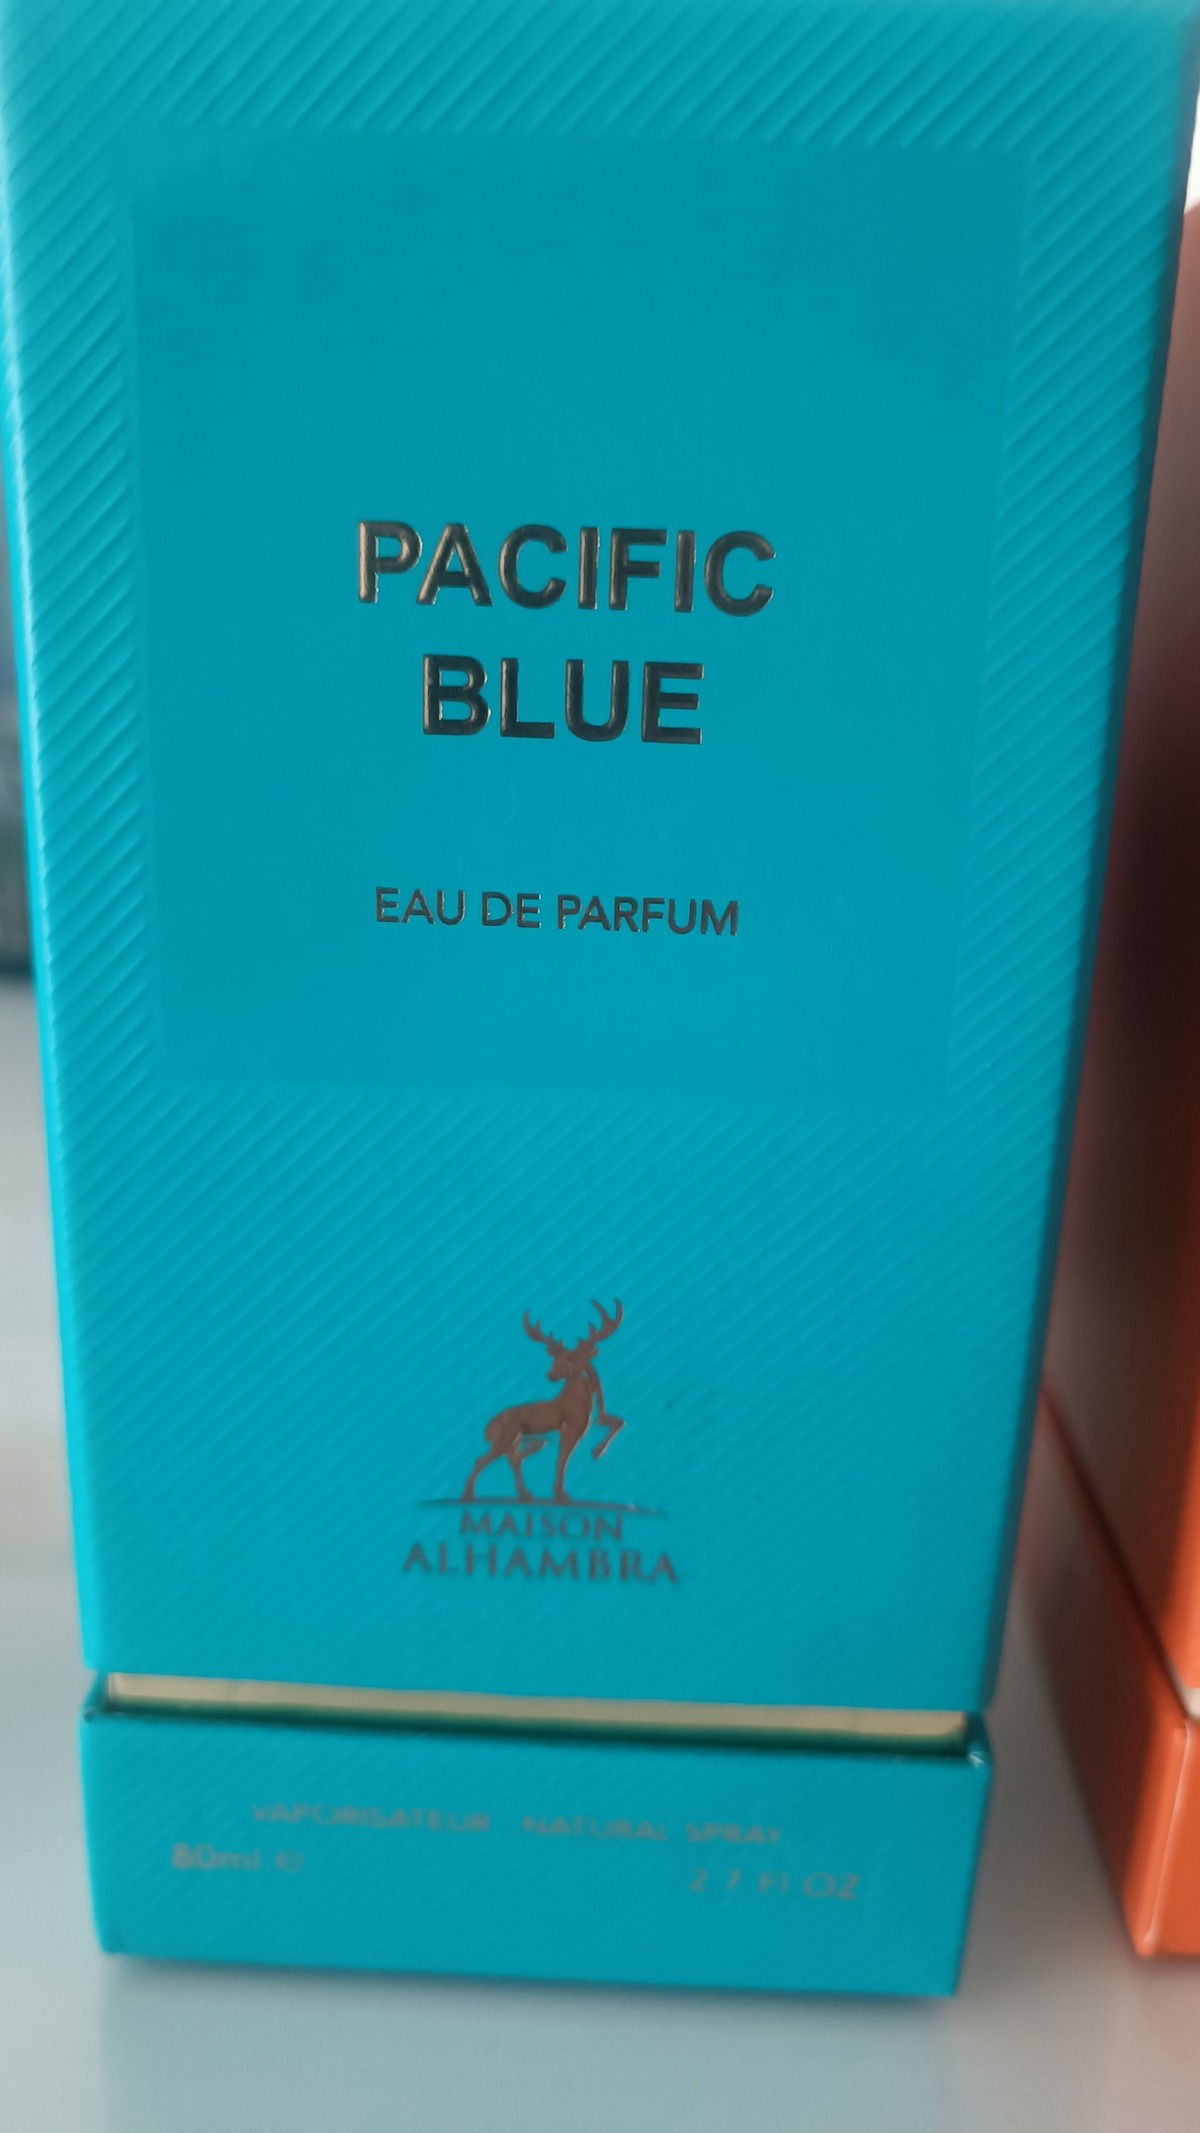 PACIFIC
BLUE
EAU DE PARFUM
MAISON
ALHAMBRA
VAPORISATEUR NATURAL SPRAY
80ml e 2.7 Fl OZ